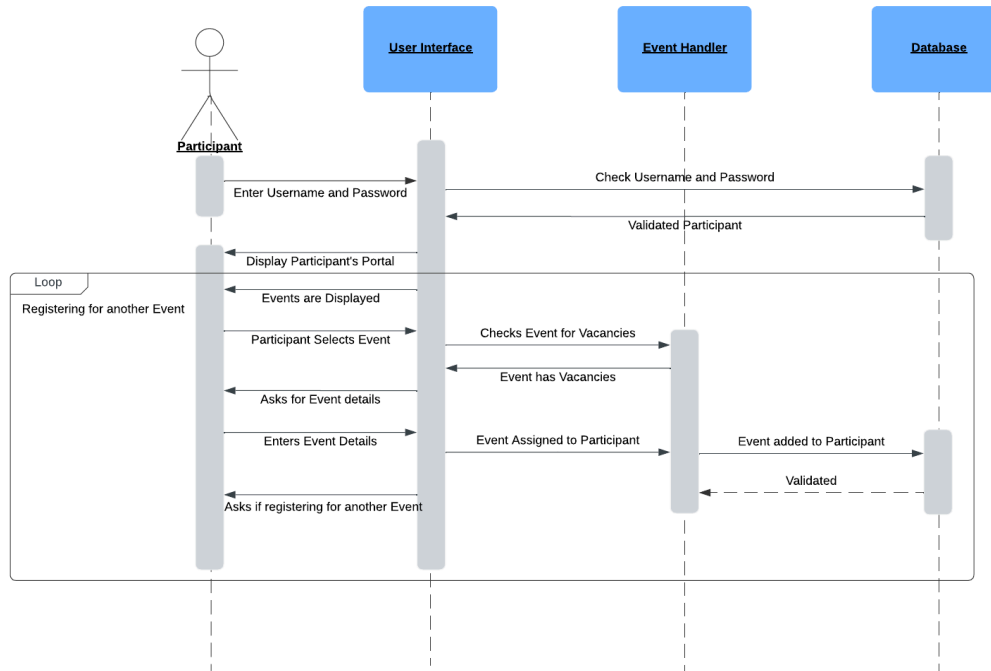 User Interface
Event Handler
Database
Participant
Enter Username and Password
Check Username and Password
Validated Participant
Display Participant's Portal
Loop
Registering for another Event
Events are Displayed
Participant Selects Event
Checks Event for Vacancies
Event has Vacancies
Asks for Event details
Enters Event Details
Event Assigned to Participant
Event added to Participant
Validated
Asks if registering for another Event